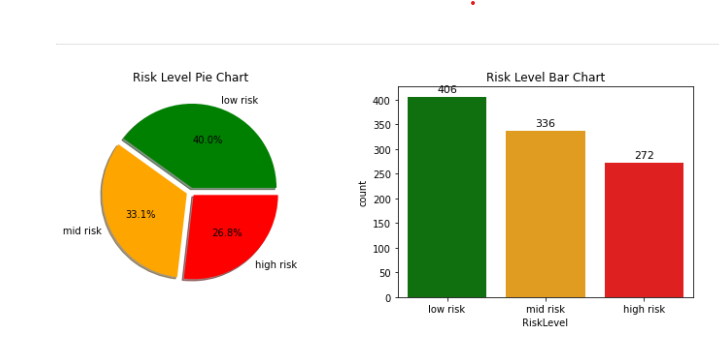 Risk Level Pie Chart
low risk
40.0%
33.1%
mid risk
26.8%
high risk
Risk Level Bar Chart
406
336
272
400
350
300
250
200
150
100
50
0
count
low risk mid risk high risk
RiskLevel